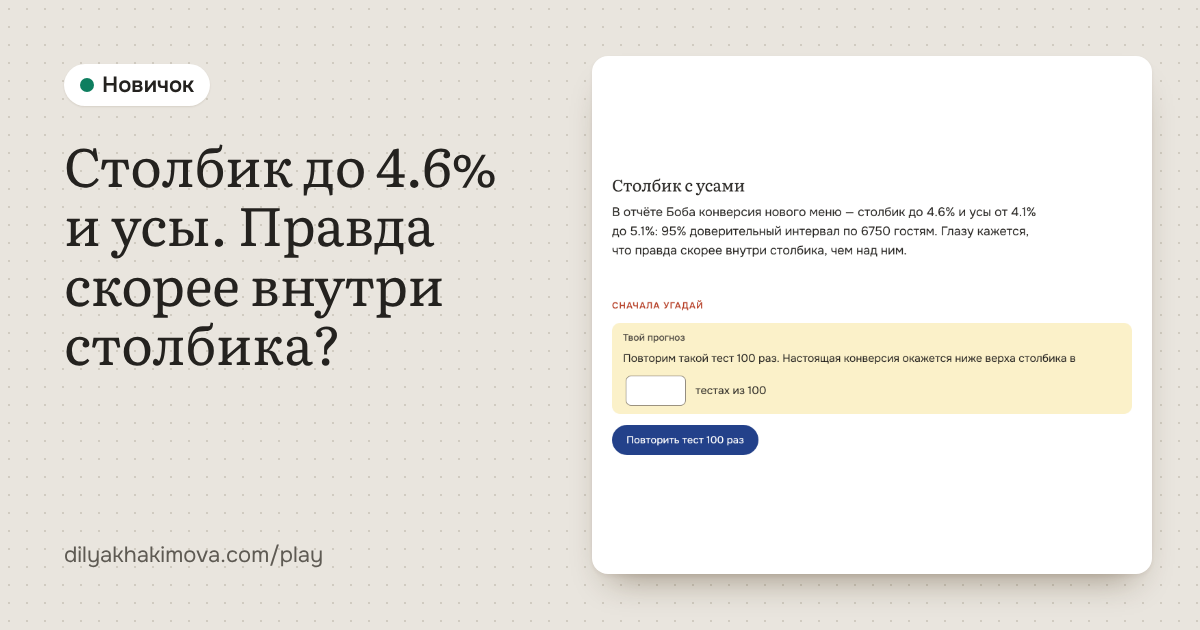 Новичок
Столбик до 4.6%
и усы. Правда
скорее внутри
столбика?
dilyakhakimova.com/play
Столбик с усами
В отчёте Боба конверсия нового меню — столбик до 4.6% и усы от 4.1%
до 5.1%: 95% доверительный интервал по 6750 гостям. Глазу кажется,
что правда скорее внутри столбика, чем над ним.
СНАЧАЛА УГАДАЙ
Твой прогноз
Повторим такой тест 100 раз. Настоящая конверсия окажется ниже верха столбика в
тестах из 100
Повторить тест 100 раз